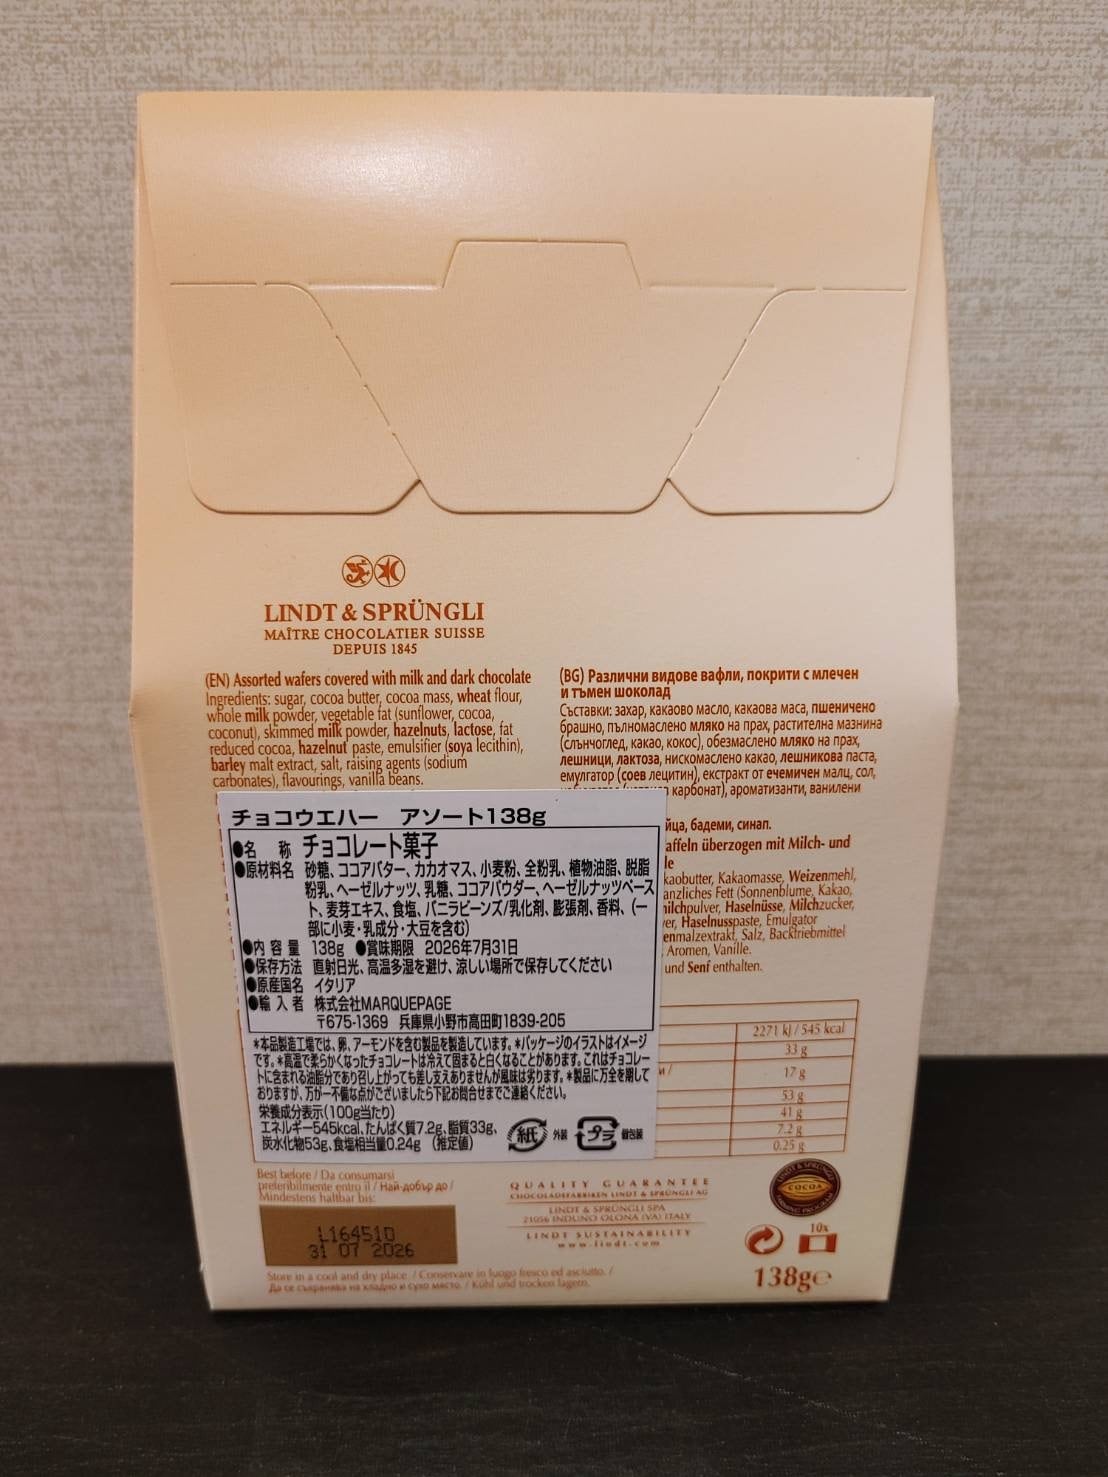 LINDT & SPRÜNGLI
MAÎTRE CHOCOLATIER SUISSE
DEPUIS 1845
(EN) Assorted wafers covered with milk and dark chocolate
Ingredients: sugar, cocoa butter, cocoa mass, wheat flour,
whole milk powder, vegetable fat (sunflower, cocoa,
coconut), skimmed milk powder, hazelnuts, lactose, fat
reduced cocoa, hazelnut paste, emulsifier (soya lecithin),
barley malt extract, salt, raising agents (sodium
carbonates), flavourings, vanilla beans.
(BG) Различни видове вафли, покрити с млечен
и тъмен шоколад
Съставки: захар, какаово масло, какаова маса, пшеничено
брашно, пълномаслено мляко на прах, растителна мазнина
(слънчоглед, какао, кокос), обезмаслено мляко на прах,
лешници, лактоза, нискомаслено какао, лешникова паста,
емулгатор (соев лецитин), екстракт от ечемичен малц, сол,
карбонат), ароматизанти, ванилени
бадеми, синап.
affeln überzogen mit Milch- und
kaobutter, Kakaomasse, Weizenmehl,
anzliches Fett (Sonnenblume, Kakao,
milchpulver, Haselnüsse, Milchzucker,
er, Haselnusspaste, Emulgator
enmalzextrakt, Salz, Backtriebmittel
Aromen, Vanille.
und Senf enthalten.
チョコウエハー アソート138g
●名 称 チョコレート菓子
●原材料名 砂糖、ココアバター、カカオマス、小麦粉、全粉乳、植物油脂、脱脂
粉乳、ヘーゼルナッツ、乳糖、ココアパウダー、ヘーゼルナッツペース
ト、麦芽エキス、食塩、バニラビーンズ/乳化剤、膨張剤、香料、(一
部に小麦・乳成分・大豆を含む)
●内 容 量 138g ●賞味期限 2026年7月31日
●保存方法 直射日光、高温多湿を避け、涼しい場所で保存してください
●原産国名 イタリア
●輸 入 者 株式会社MARQUEPAGE
〒675-1369 兵庫県小野市高田町1839-205
*本品製造工場では、卵、アーモンドを含む製品を製造しています。*パッケージのイラストはイメージ
です。*高温で柔らかくなったチョコレートは冷えて固まると白くなることがあります。これはチョコレー
トに含まれる油脂分であり召し上がっても差し支えありませんが風味は劣ります。*製品に万全を期して
おりますが、万が一不備な点がございましたら下記お問合せまでご連絡ください。
栄養成分表示(100g当たり)
エネルギー545kcal、たんぱく質7.2g、脂質33g、
炭水化物53g、食塩相当量0.24g (推定値)
紙 外装 プラ 個包装
2271 kJ / 545 kcal
33 g
17 g
53 g
41 g
7.2 g
0.25 g
Best before / Da consumarsi
preferibilmente entro il / Най-добър до /
Mindestens haltbar bis:
L164510
31 07 2026
Store in a cool and dry place. / Conservare in luogo fresco ed asciutto. /
Да се съхранява на хладно и сухо място. / Kühl und trocken lagern.
QUALITY GUARANTEE
CHOCOLADEFABRIKEN LINDT & SPRÜNGLI AG
LINDT & SPRÜNGLI SPA
21056 INDUNO OLONA (VA) ITALY
LINDT SUSTAINABILITY
www.lindt.com
LINDT & SPRÜNGLI
COCOA
FARMING PROGRAM
10x
138g℮